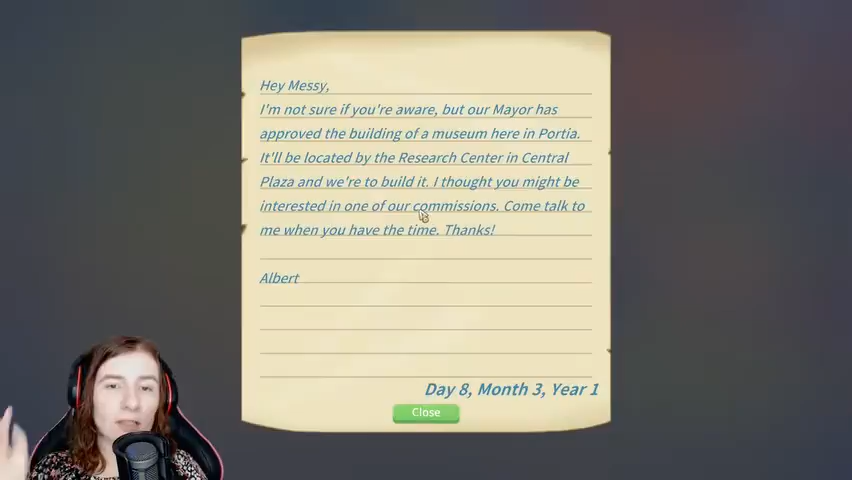 Hey Messy,
I'm not sure if you're aware, but our Mayor has
approved the building of a museum here in Portia.
It'll be located by the Research Center in Central
Plaza and we're to build it. I thought you might be
interested in one of our commissions. Come talk to
me when you have the time. Thanks!
Albert
Day 8, Month 3, Year 1
Close